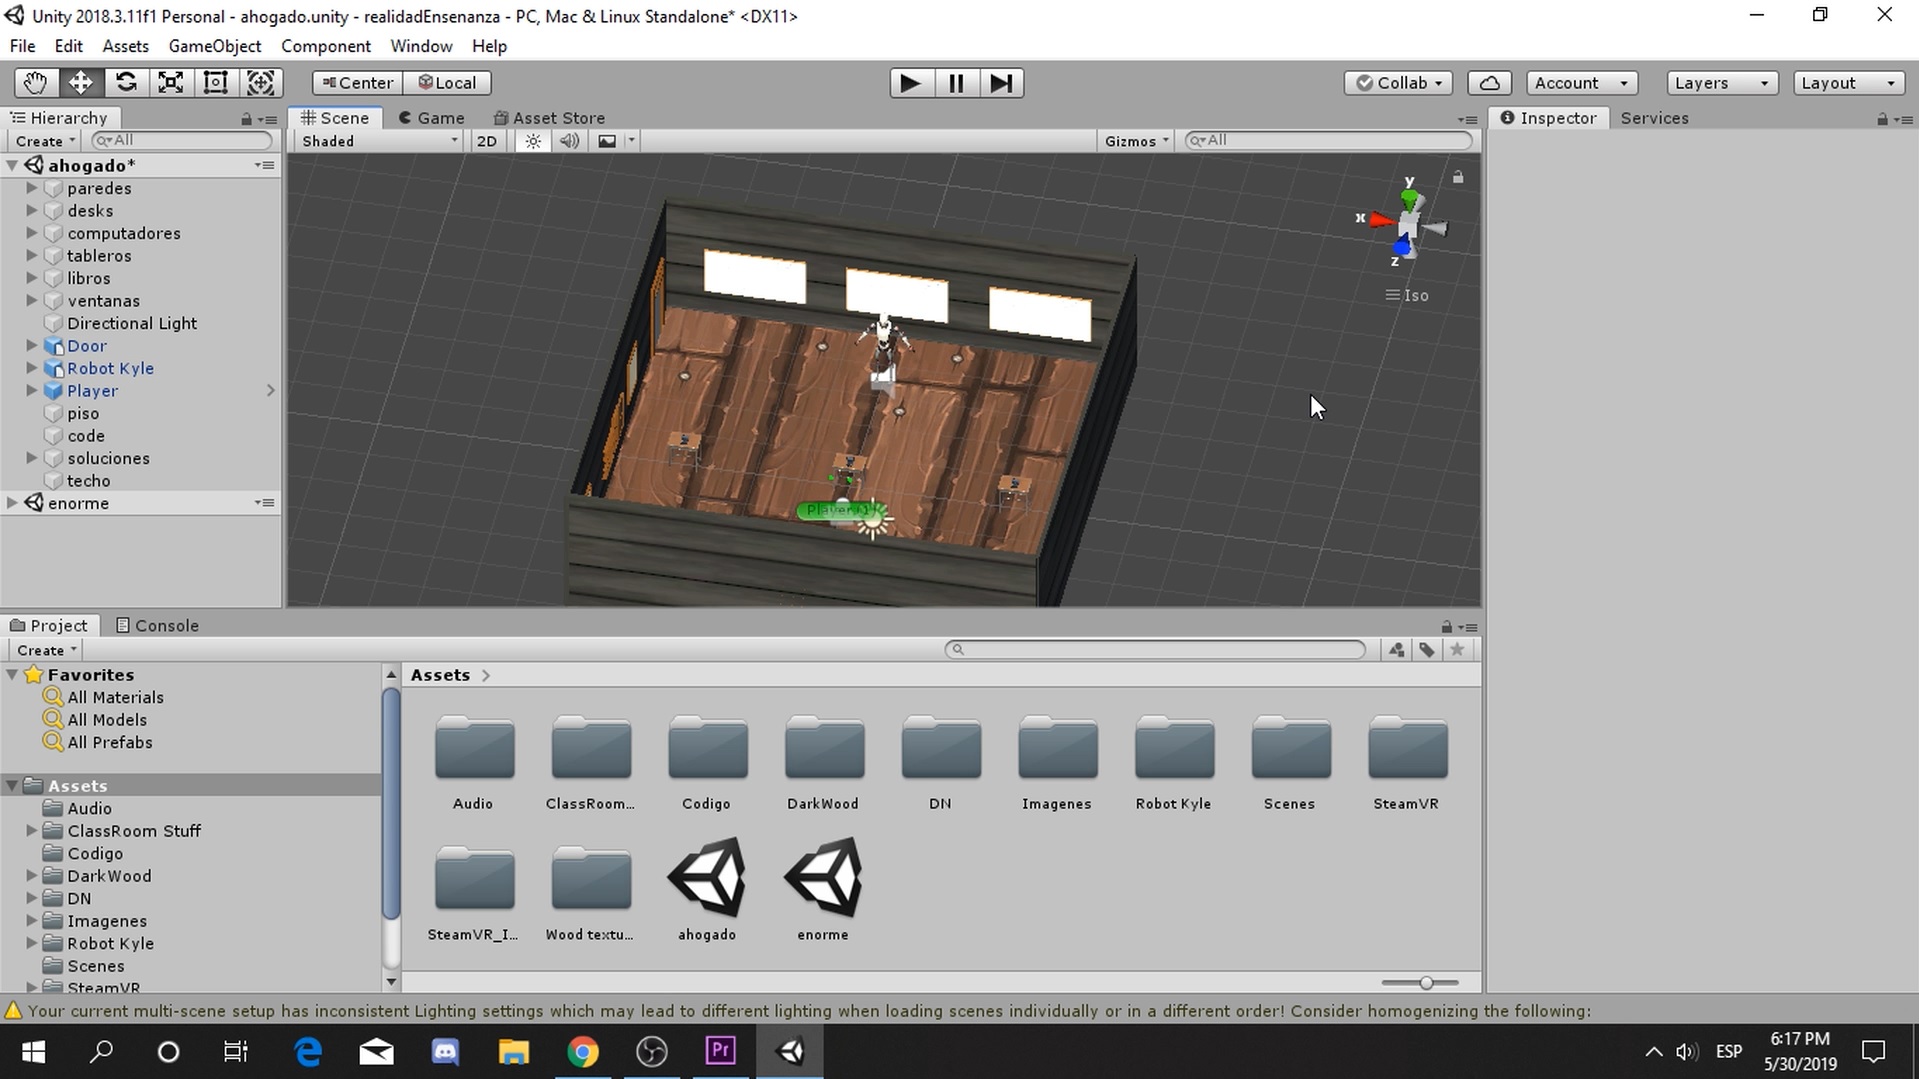 Unity 2018.3.11f1 Personal - ahogado.unity - realidadEnsenanza - PC, Mac & Linux Standalone* <DX11>
File Edit Assets GameObject Component Window Help
Center Local Collab Account Layers Layout
Hierarchy Scene Game Asset Store Inspector Services
Create All Shaded 2D Gizmos All
ahogado*
paredes
desks
computadores
tableros
libros
ventanas
Directional Light
Door
Robot Kyle
Player
piso
code
soluciones
techo
enorme
y
x
z
Iso
Player (1)
Project Console
Create
Favorites
All Materials
All Models
All Prefabs
Assets
Audio
ClassRoom Stuff
Codigo
DarkWood
DN
Imagenes
Robot Kyle
Scenes
SteamVR
Assets
Audio ClassRoom... Codigo DarkWood DN Imagenes Robot Kyle Scenes SteamVR
SteamVR_I... Wood textu... ahogado enorme
Your current multi-scene setup has inconsistent Lighting settings which may lead to different lighting when loading scenes individually or in a different order! Consider homogenizing the following:
Pr
ESP
6:17 PM
5/30/2019